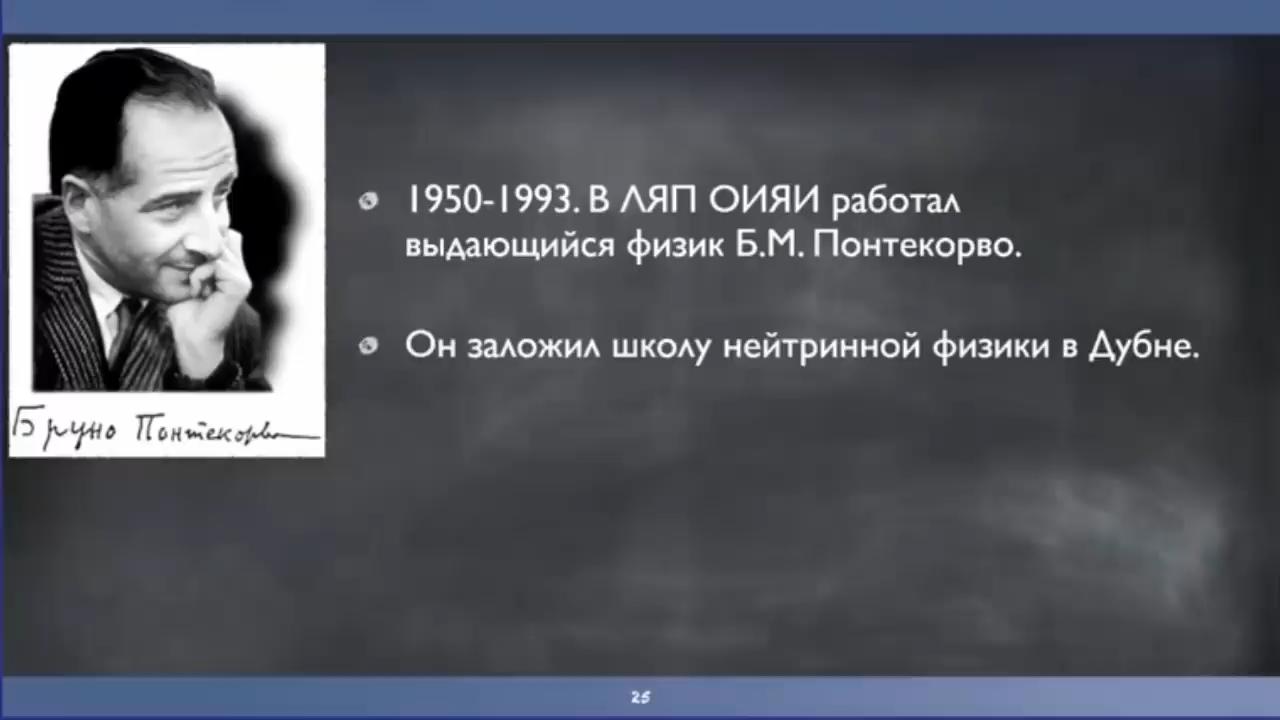 1950-1993. В ЛЯП ОИЯИ работал
выдающийся физик Б.М. Понтекорво.
Он заложил школу нейтринной физики в Дубне.
Бруно Понтекорво
25